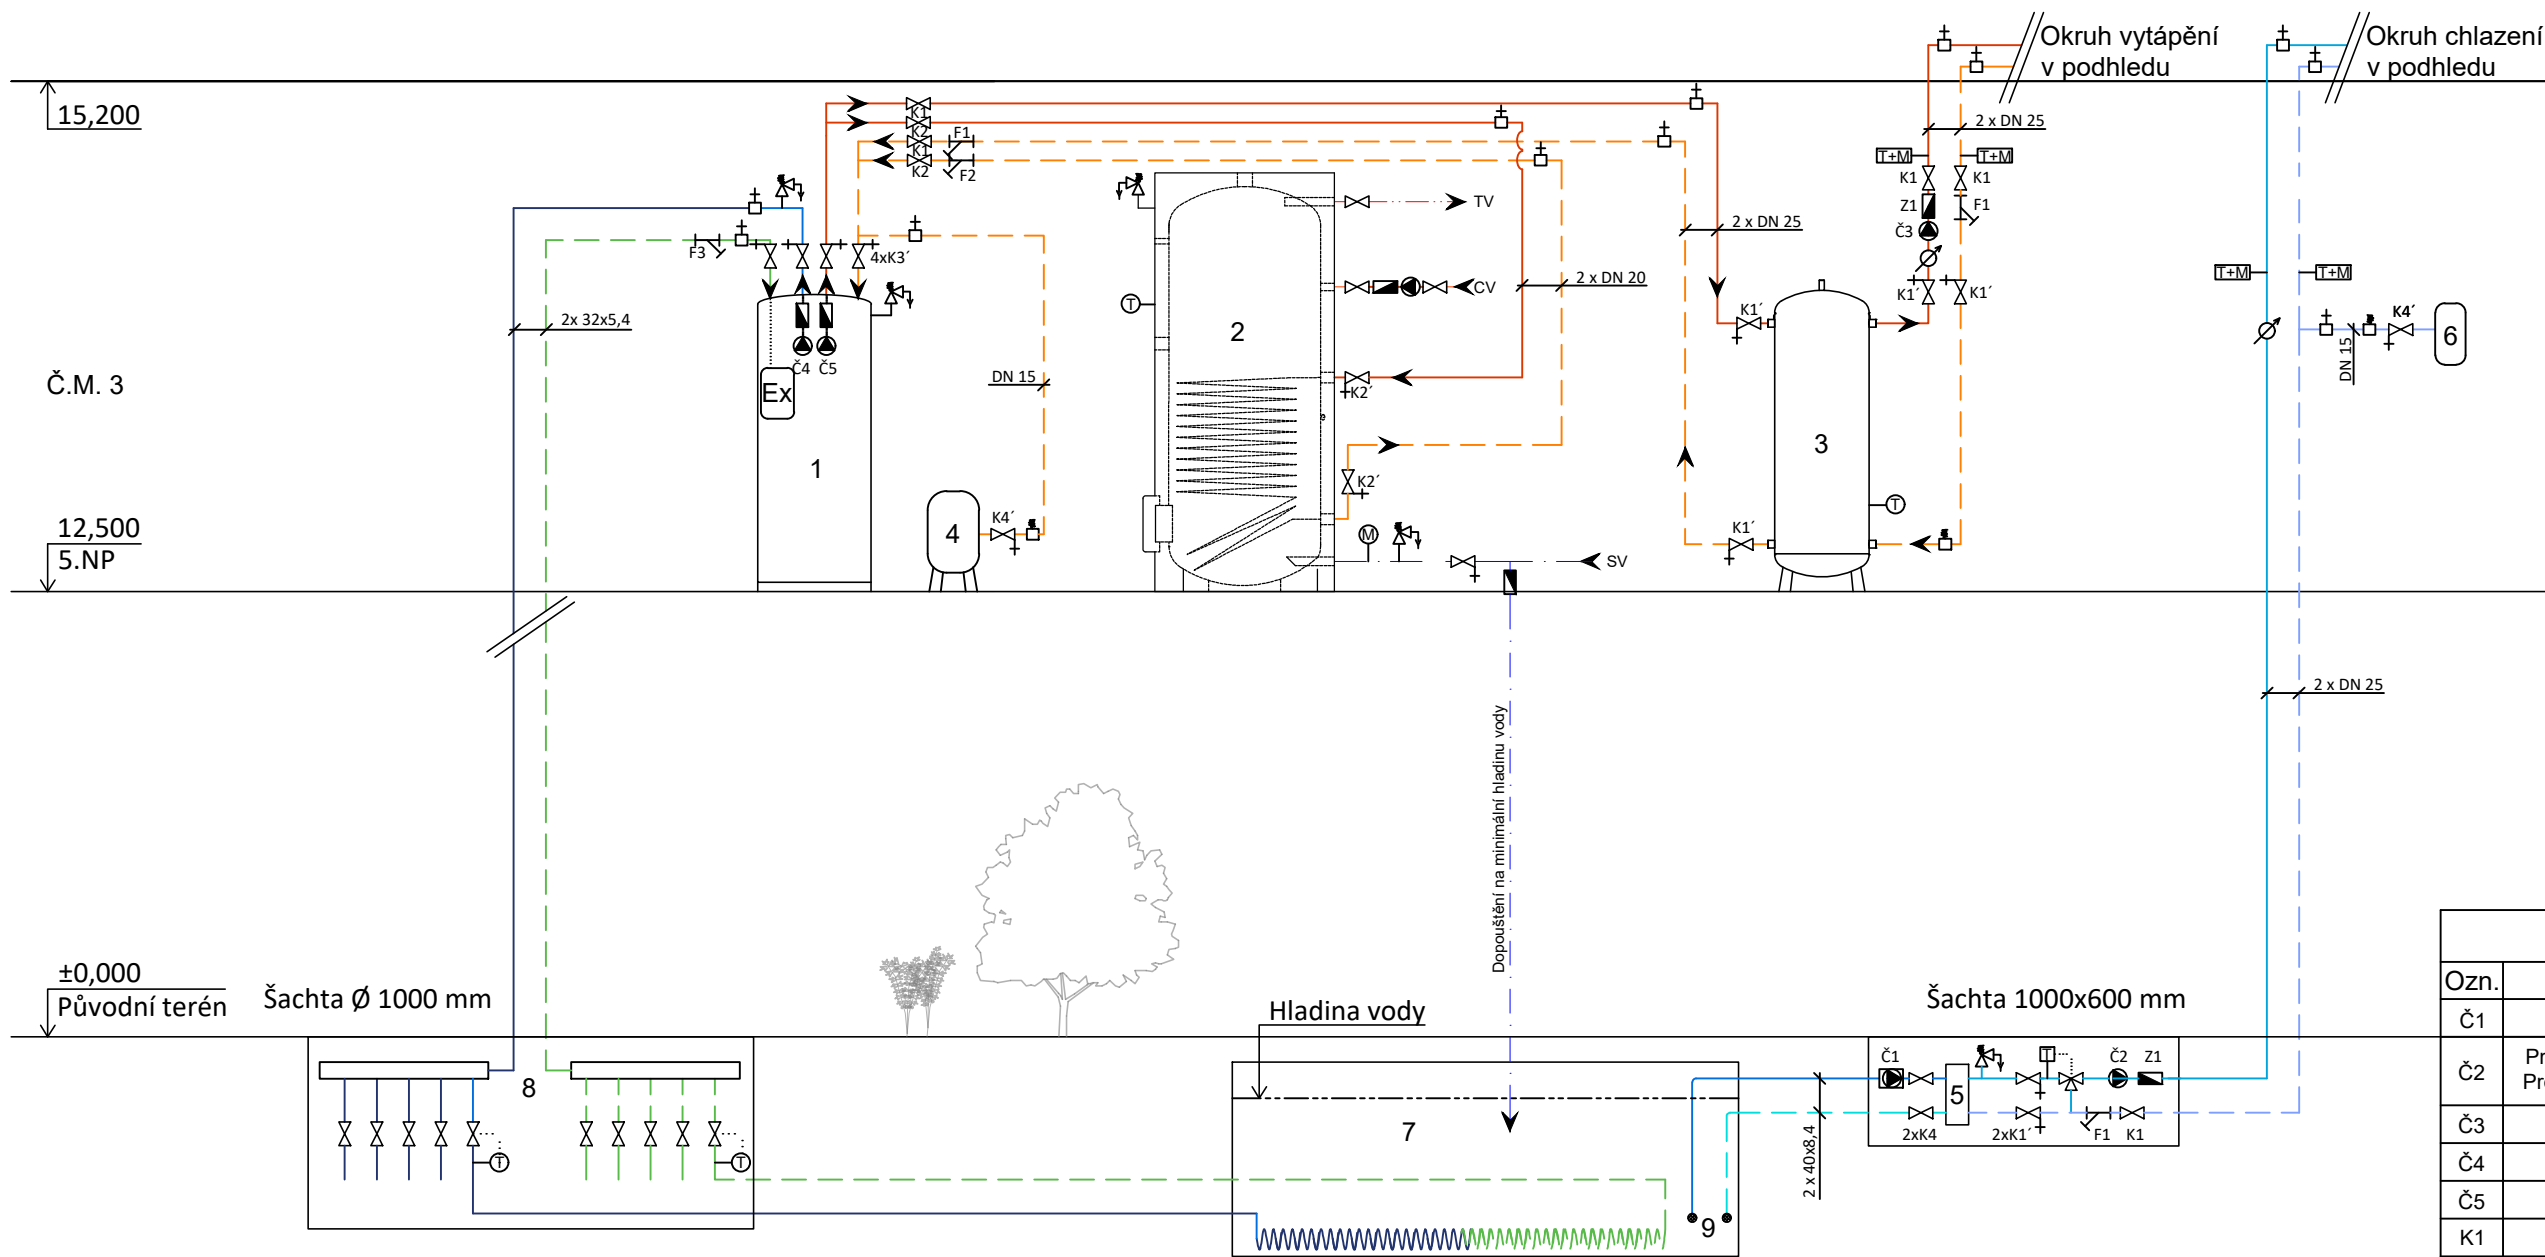 Okruh vytápění
v podhledu
Okruh chlazení
v podhledu
15,200
K1
K2
K1
K2
F1
F2
2 x DN 25
T+M
T+M
K1
K1
Z1
F1
Č3
K1´
K1´
TV
2 x DN 25
F3
4xK3´
2x 32x5,4
T
CV
2 x DN 20
2
K1´
T+M
T+M
K4'
6
DN 15
Č4
Č5
Ex
DN 15
K2´
Č.M. 3
1
3
K2´
12,500
5.NP
4
K4´
M
T
K1´
SV
2 x DN 25
Dopouštění na minimální hladinu vody
±0,000
Původní terén
Šachta Ø 1000 mm
Hladina vody
Šachta 1000x600 mm
8
T
T
7
9
2 x 40x8,4
Č1
T
Č2
Z1
5
2xK4
2xK1´
F1
K1
Ozn.
Č1
Č2
Č3
Č4
Č5
K1